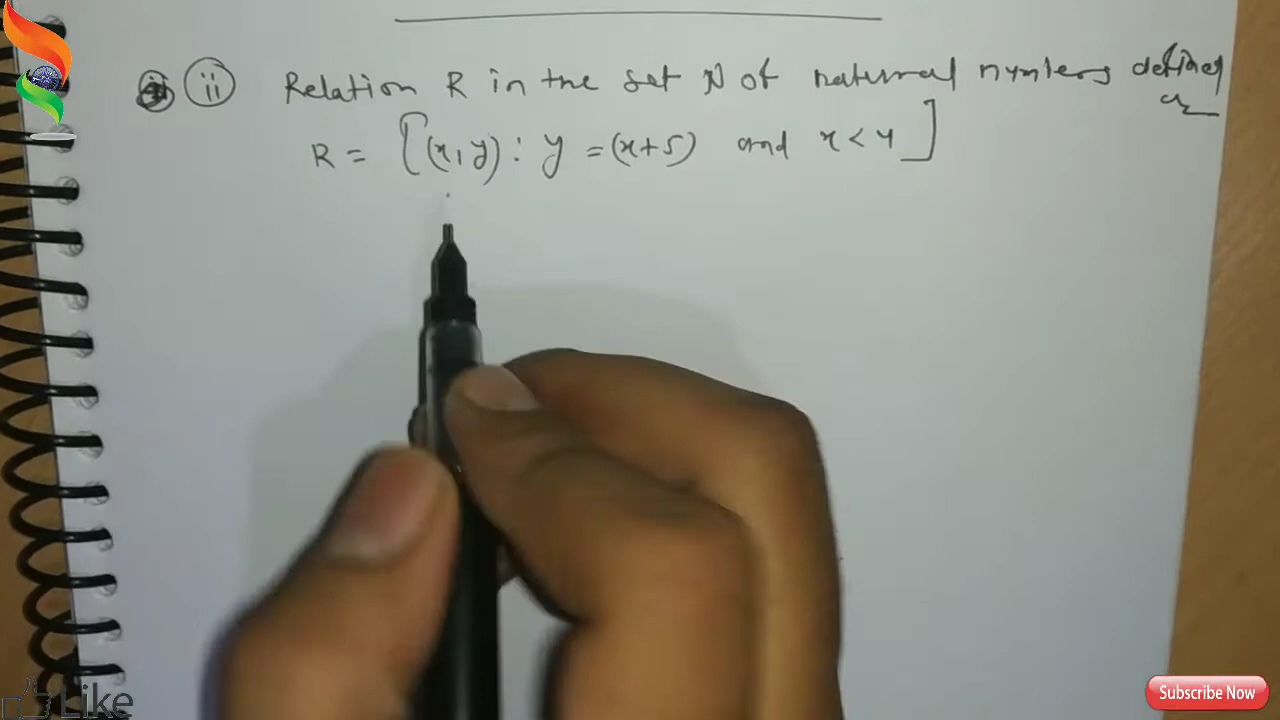 ii Relation R in the set N of natural numbers defined as
R = [(x,y): y = (x+5) and x < 4]
Like
Subscribe Now